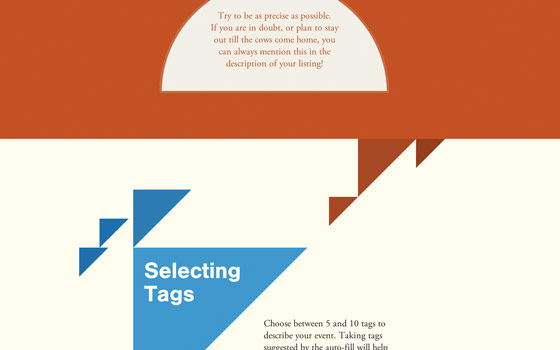 Try to be as precise as possible.
If you are in doubt, or plan to stay
out till the cows come home, you
can always mention this in the
description of your listing!
Selecting
Tags
Choose between 5 and 10 tags to
describe your event. Taking tags
suggested by the auto-fill will help